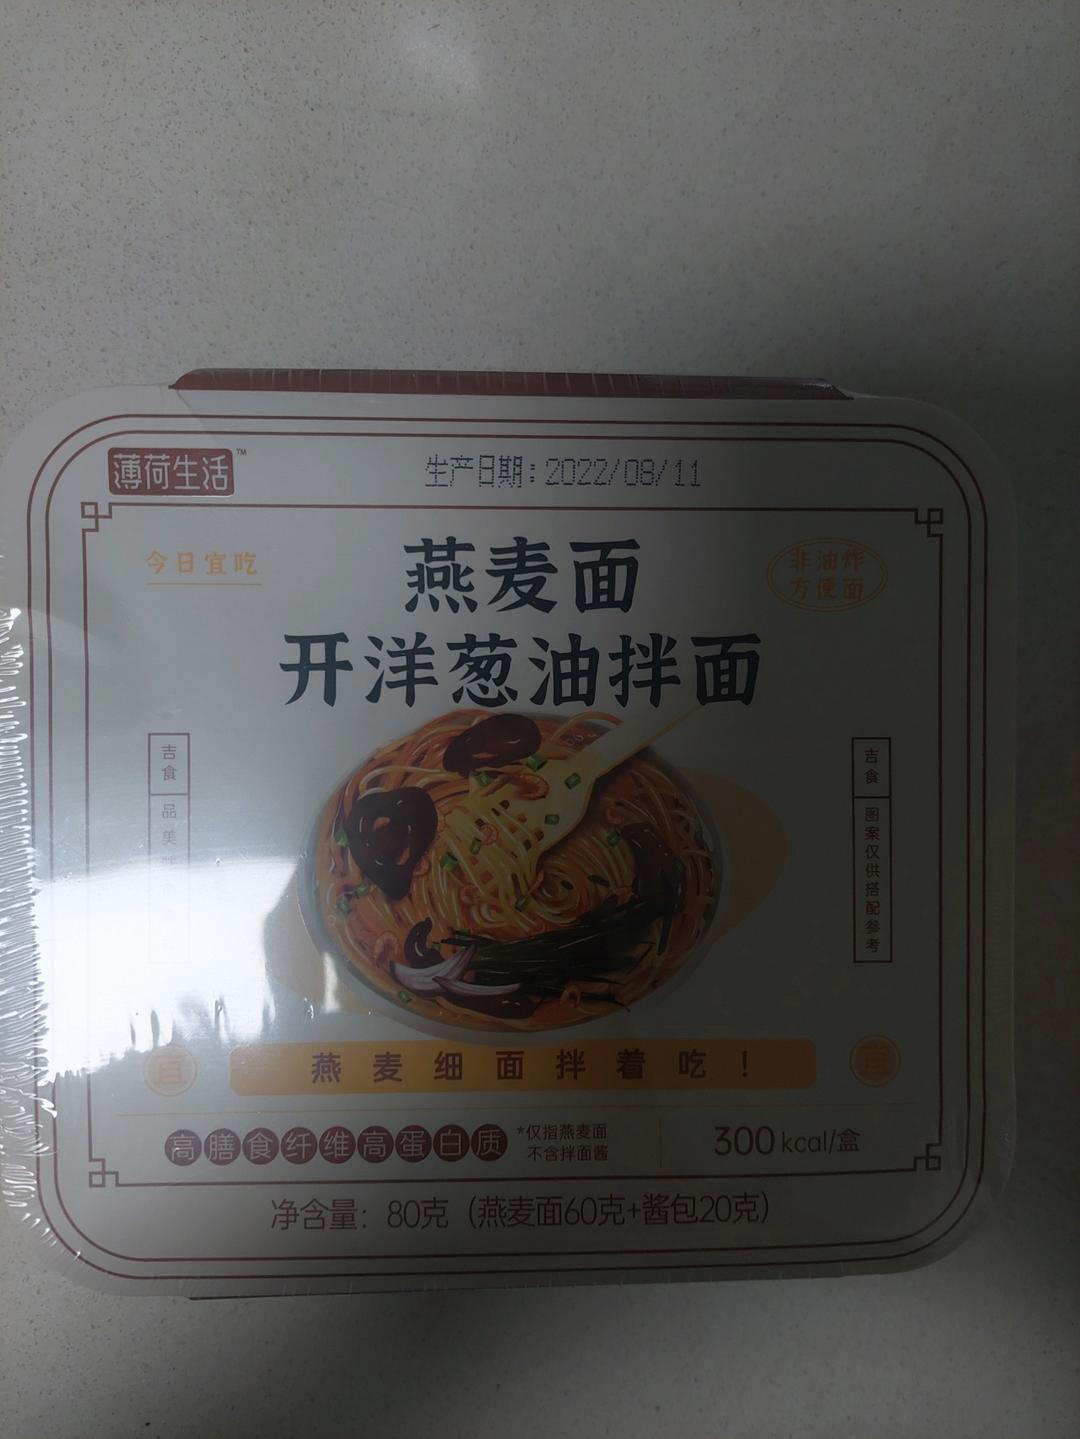 薄荷生活™
生产日期:2022/08/11
今日宜吃
燕麦面
开洋葱油拌面
非油炸
方便面
吉食
品美
吉食
图案仅供搭配参考
宜
燕麦细面拌着吃!
宜
高膳食纤维高蛋白质
*仅指燕麦面
不含拌面酱
300kcal/盒
净含量:80克(燕麦面60克+酱包20克)